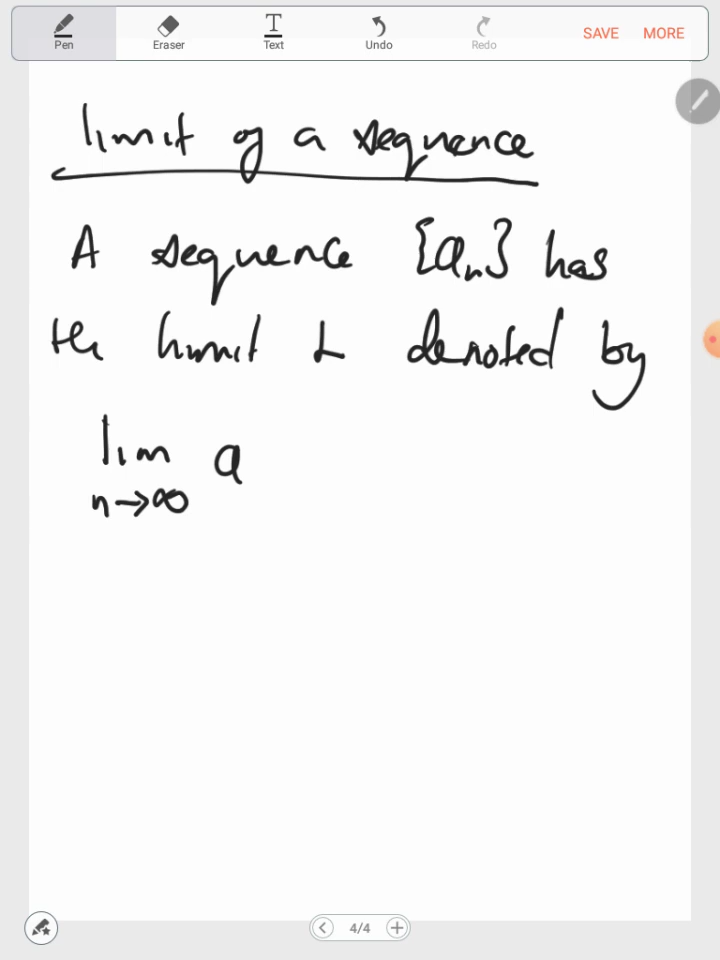 Pen Eraser Text Undo Redo SAVE MORE
limit of a sequence
A sequence {an} has
the limit L denoted by
lim a
n→∞
4/4